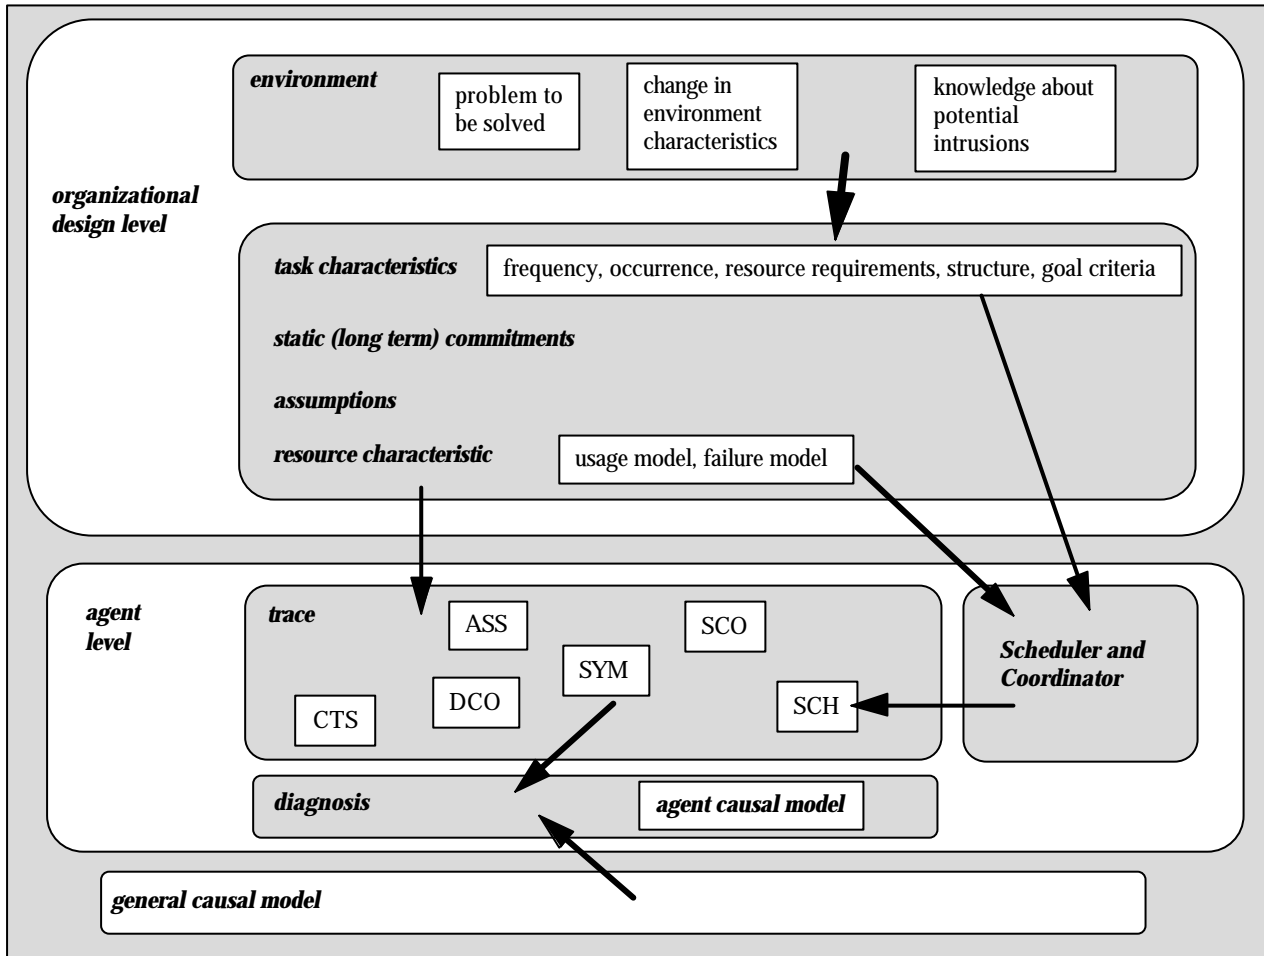 environment
problem to
be solved
change in
environment
characteristics
knowledge about
potential
intrusions
organizational
design level
task characteristics
frequency, occurrence, resource requirements, structure, goal criteria
static (long term) commitments
assumptions
resource characteristic
usage model, failure model
agent
level
trace
ASS
SCO
SYM
CTS
DCO
SCH
Scheduler and
Coordinator
diagnosis
agent causal model
general causal model